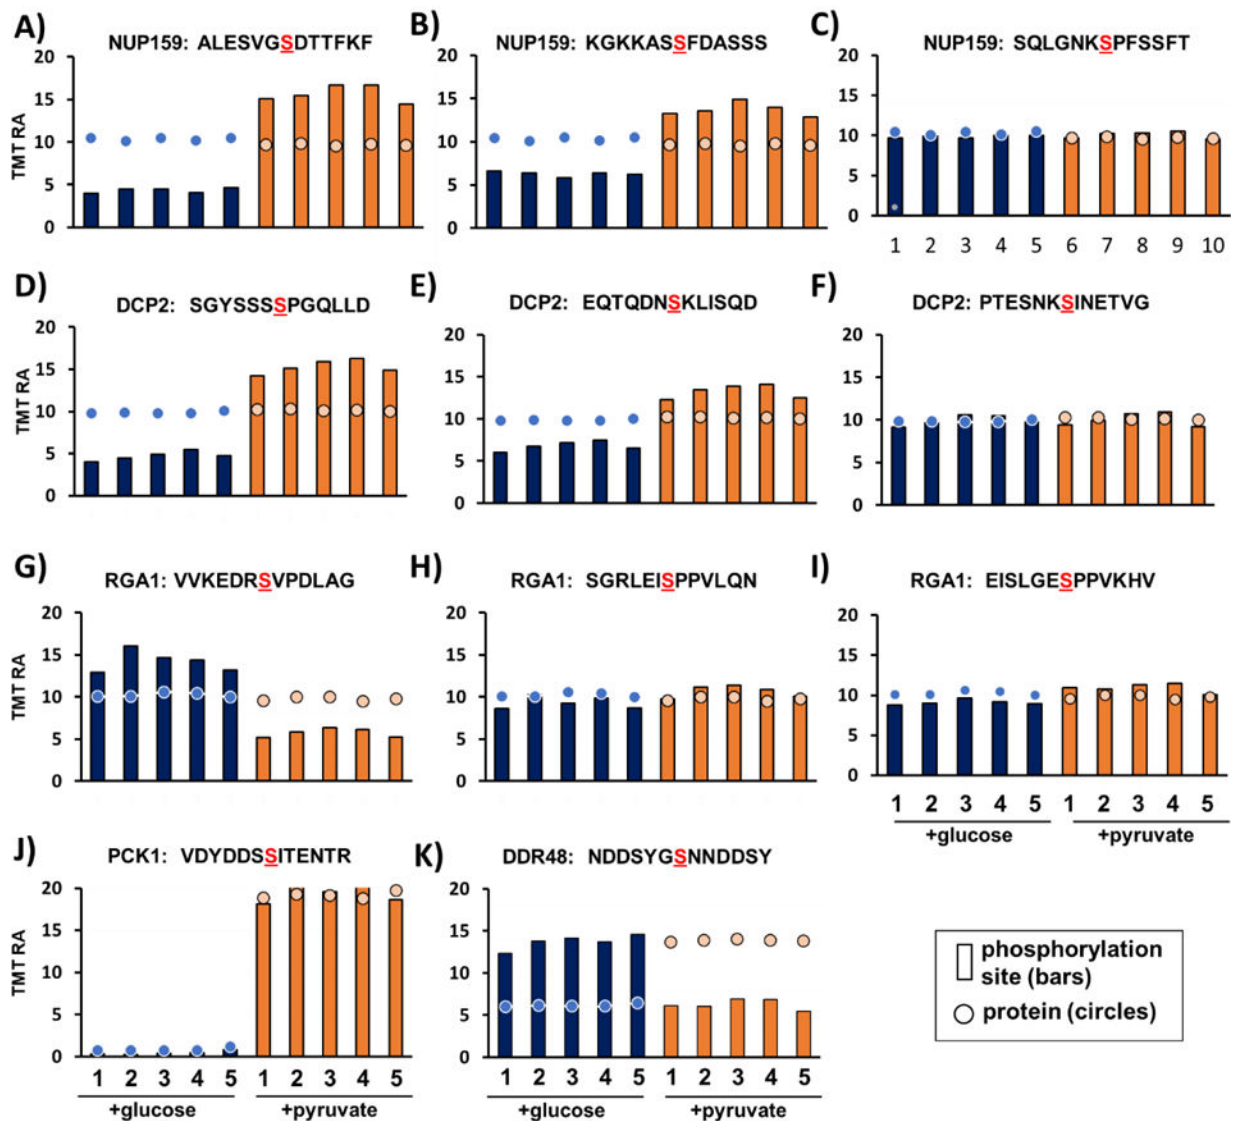 A)
NUP159: ALESVGSDTTFKF
TMT RA
20
15
10
5
0
B)
NUP159: KGKKASSFDASSS
20
15
10
5
0
C)
NUP159: SQLGNKSPFSSFT
20
15
10
5
0
1 2 3 4 5 6 7 8 9 10
D)
DCP2: SGYSSSSPGQLLD
TMT RA
20
15
10
5
0
E)
DCP2: EQTQDNSKLISQD
20
15
10
5
0
F)
DCP2: PTESNKSINETVG
20
15
10
5
0
G)
RGA1: VVKEDRSVPDLAG
TMT RA
20
15
10
5
0
H)
RGA1: SGRLEISPPVLQN
20
15
10
5
0
I)
RGA1: EISLGESPPVKHV
20
15
10
5
0
1 2 3 4 5 1 2 3 4 5
+glucose +pyruvate
J)
PCK1: VDYDDSSITENTR
TMT RA
20
15
10
5
0
1 2 3 4 5 1 2 3 4 5
+glucose +pyruvate
K)
DDR48: NDDSYGSNNDDSY
20
15
10
5
0
1 2 3 4 5 1 2 3 4 5
+glucose +pyruvate
phosphorylation
site (bars)
protein (circles)